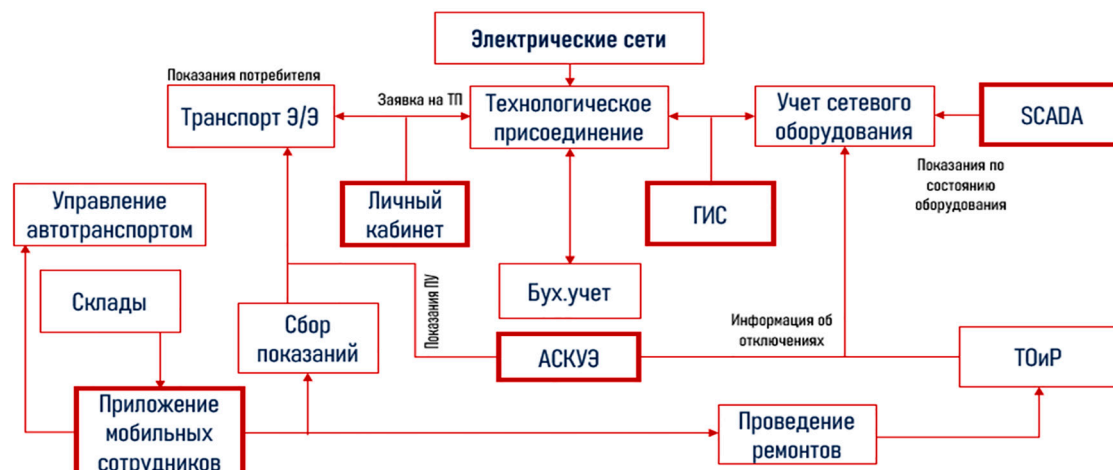 Электрические сети
Показания потребителя
Транспорт Э/Э
Заявка на ТП
Технологическое
присоединение
Учет сетевого
оборудования
SCADA
Показания по
состоянию
оборудования
Управление
автотранспортом
Личный
кабинет
ГИС
Склады
Сбор
показаний
Показания ПУ
Бух.учет
Информация об
отключениях
АСКУЭ
ТОиР
Приложение
мобильных
сотрудников
Проведение
ремонтов